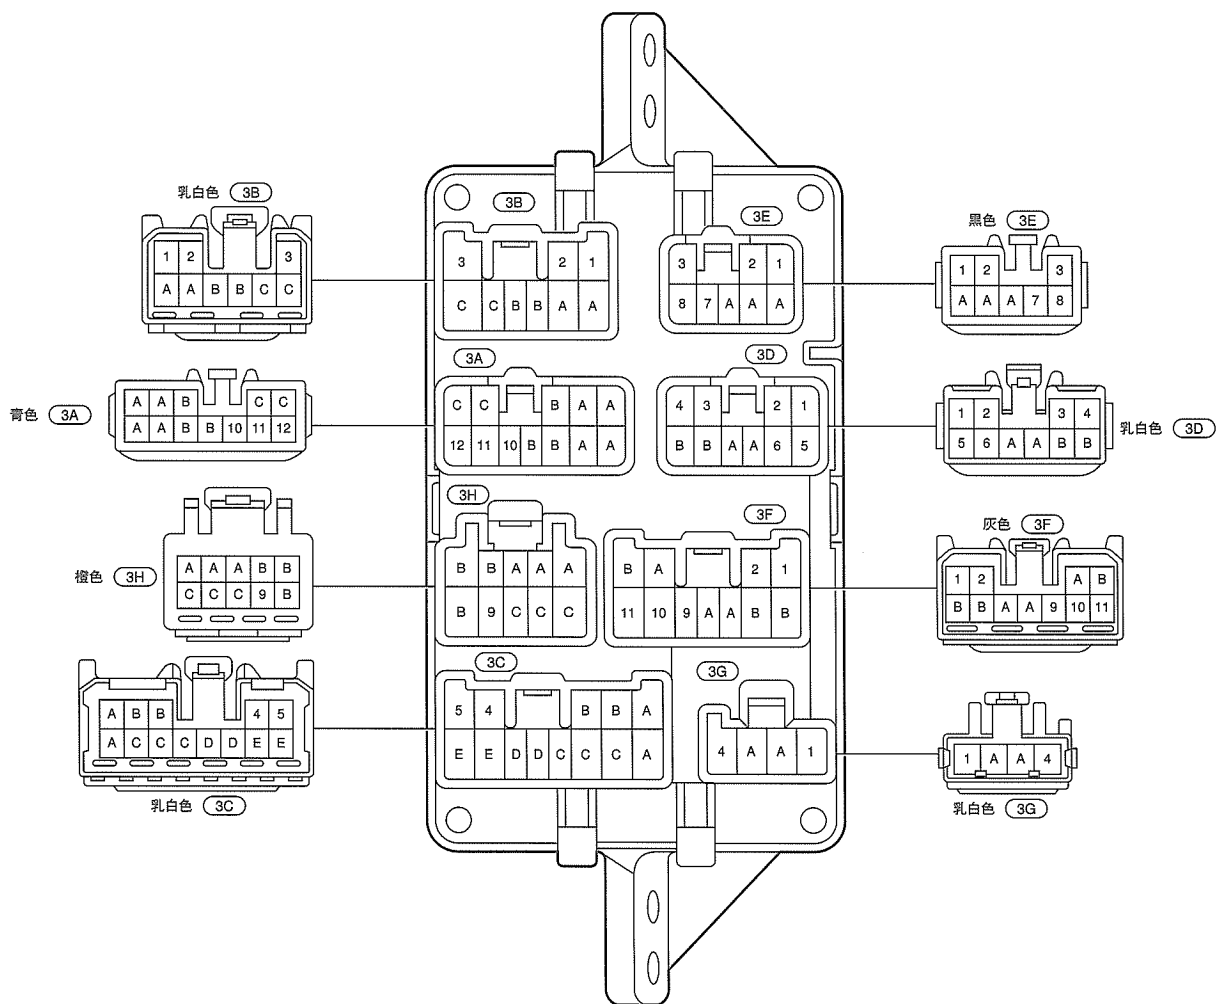 乳白色 3B
1 2 3
A A B B C C
青色 3A
A A B C C
A A B B 10 11 12
橙色 3H
A A A B B
C C C 9 B
A B B 4 5
A C C C D D E E
乳白色 3C
3B
3 2 1
C C B B A A
3E
3 2 1
8 7 A A A
3A
C C B A A
12 11 10 B B A A
3D
4 3 2 1
B B A A 6 5
3H
B B A A A
B 9 C C C
3F
B A 2 1
11 10 9 A A B B
3C
5 4 B B A
E E D D C C C A
3G
4 A A 1
黒色 3E
1 2 3
A A A 7 8
1 2 3 4
5 6 A A B B
乳白色 3D
灰色 3F
1 2 A B
B B A A 9 10 11
1 A A 4
乳白色 3G